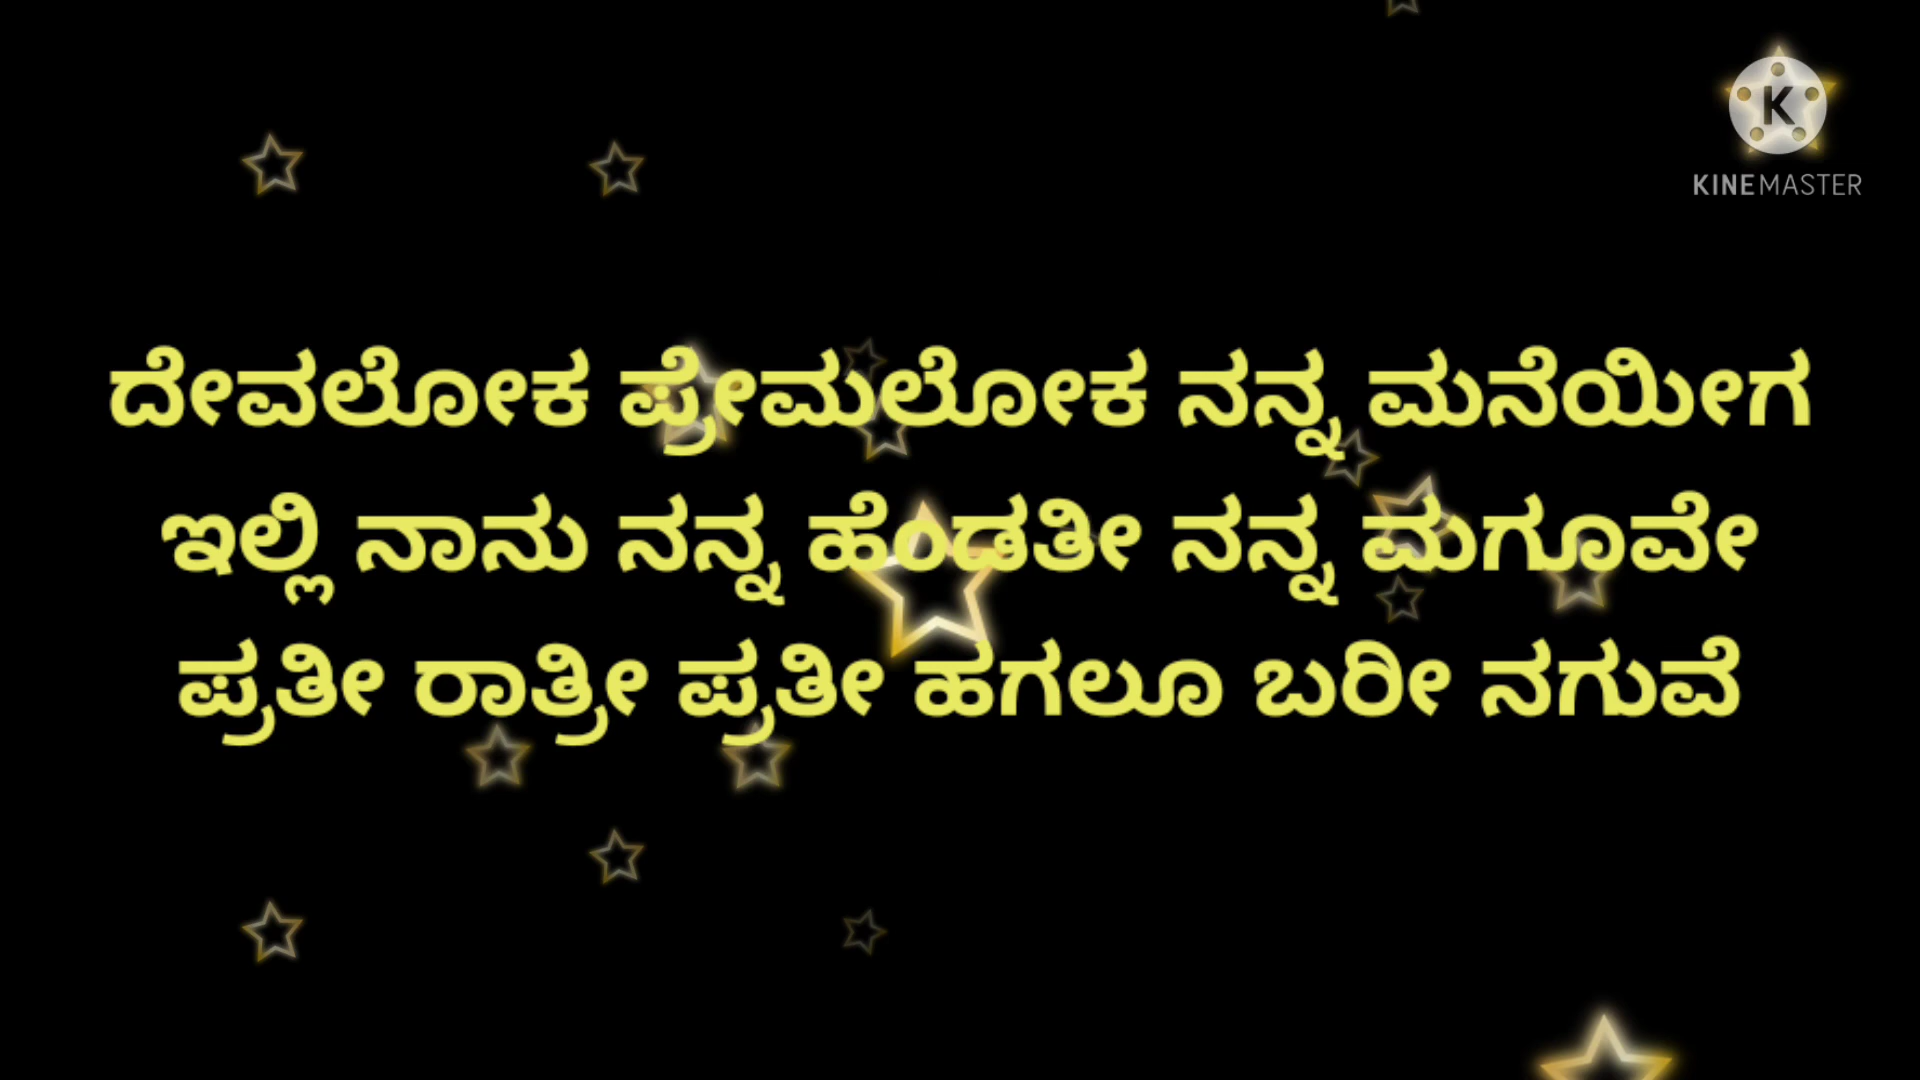 KINEMASTER
ದೇವಲೋಕ ಪ್ರೇಮಲೋಕ ನನ್ನ ಮನೆಯೀಗ
ಇಲ್ಲಿ ನಾನು ನನ್ನ ಹೆಂಡತೀ ನನ್ನ ಮಗೂವೇ
ಪ್ರತೀ ರಾತ್ರೀ ಪ್ರತೀ ಹಗಲೂ ಬರೀ ನಗುವೆ